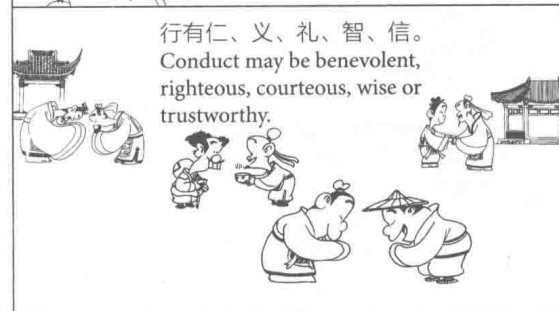 行有仁、义、礼、智、信。
Conduct may be benevolent,
righteous, courteous, wise or
trustworthy.